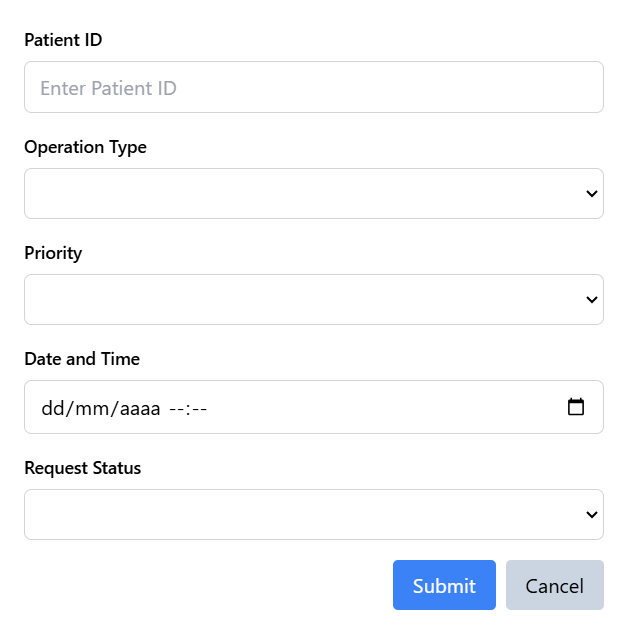 Patient ID
Enter Patient ID
Operation Type
Priority
Date and Time
dd/mm/aaaa --:--
Request Status
Submit Cancel